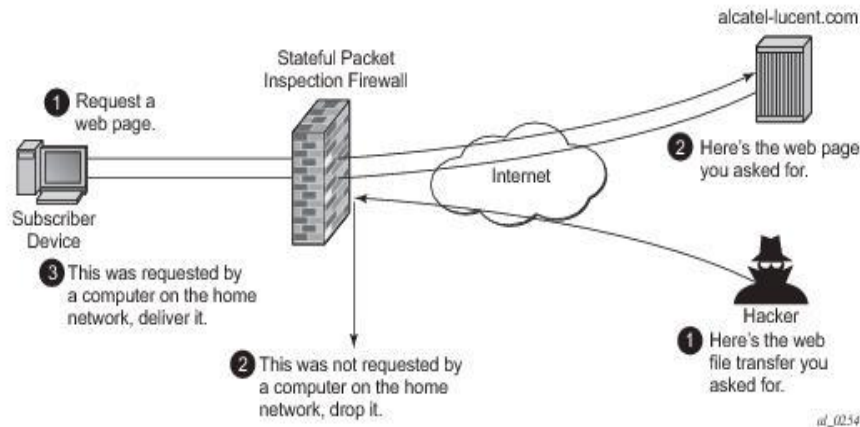 alcatel-lucent.com
Stateful Packet
Inspection Firewall
1 Request a
web page.
2 Here's the web page
you asked for.
Internet
Subscriber
Device
3 This was requested by
a computer on the home
network, deliver it.
Hacker
1 Here's the web
file transfer you
asked for.
2 This was not requested by
a computer on the home
network, drop it.
al_0254